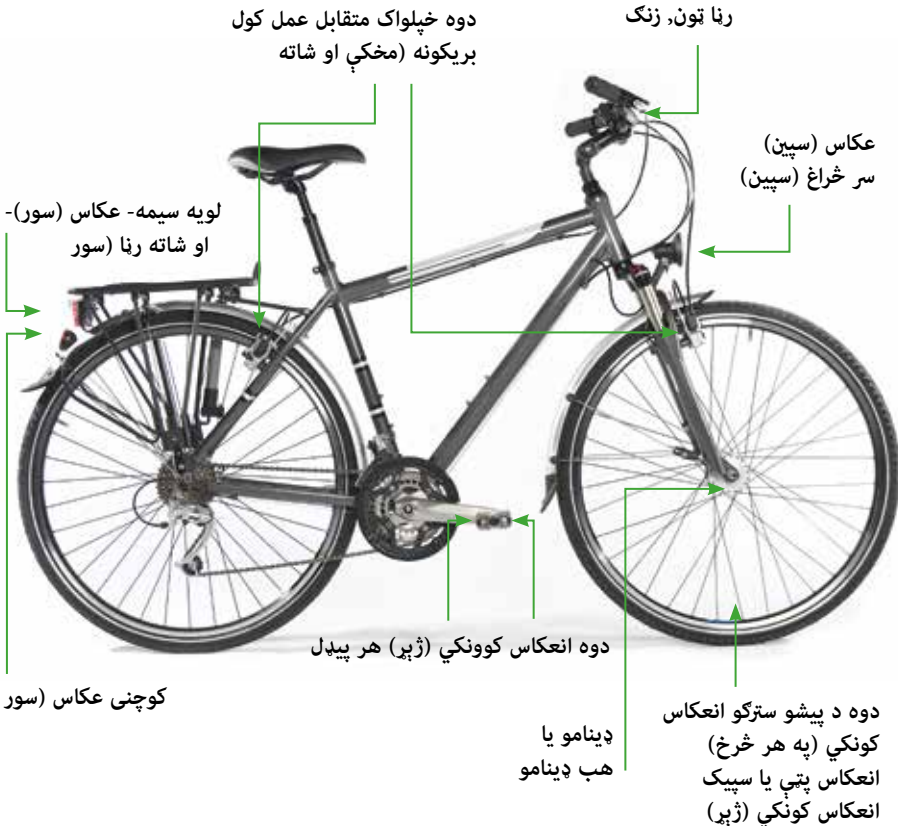 دوه خپلواک متقابل عمل کول
بریکونه (مخکې او شاته
رڼا ټون, زنګ
عکاس (سپین)
سر څراغ (سپین)
لویه سیمه- عکاس (سور)-
او شاته رڼا (سور
دوه انعکاس کوونکي (ژېړ) هر پیډل
کوچنی عکاس (سور
ډینامو یا
هب ډینامو
دوه د پیشو سترګو انعکاس
کونکي (په هر څرخ)
انعکاس پټې یا سپیک
انعکاس کونکي (ژېړ)